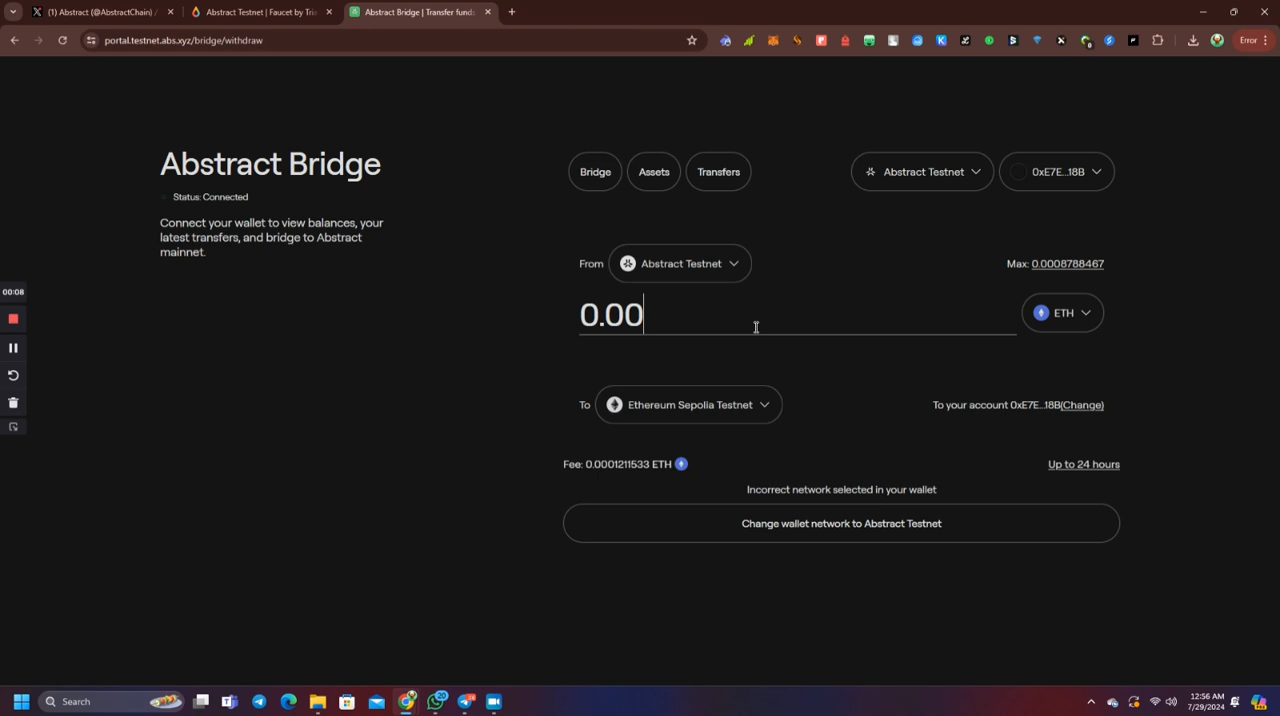 (1) Abstract (@AbstractChain) /
Abstract Testnet | Faucet by Tria
Abstract Bridge | Transfer fund
portal.testnet.abs.xyz/bridge/withdraw
Error
Abstract Bridge
Status: Connected
Connect your wallet to view balances, your
latest transfers, and bridge to Abstract
mainnet.
Bridge
Assets
Transfers
Abstract Testnet
0xE7E...18B
From
Abstract Testnet
Max: 0.0008788467
00:08
0.00
ETH
To
Ethereum Sepolia Testnet
To your account 0xE7E...18B(Change)
Fee: 0.0001211533 ETH
Up to 24 hours
Incorrect network selected in your wallet
Change wallet network to Abstract Testnet
Search
20
12:56 AM
7/29/2024